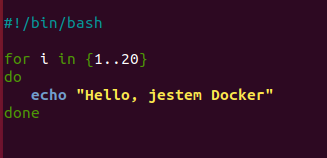 #!/bin/bash

for i in {1..20}
do
   echo "Hello, jestem Docker"
done